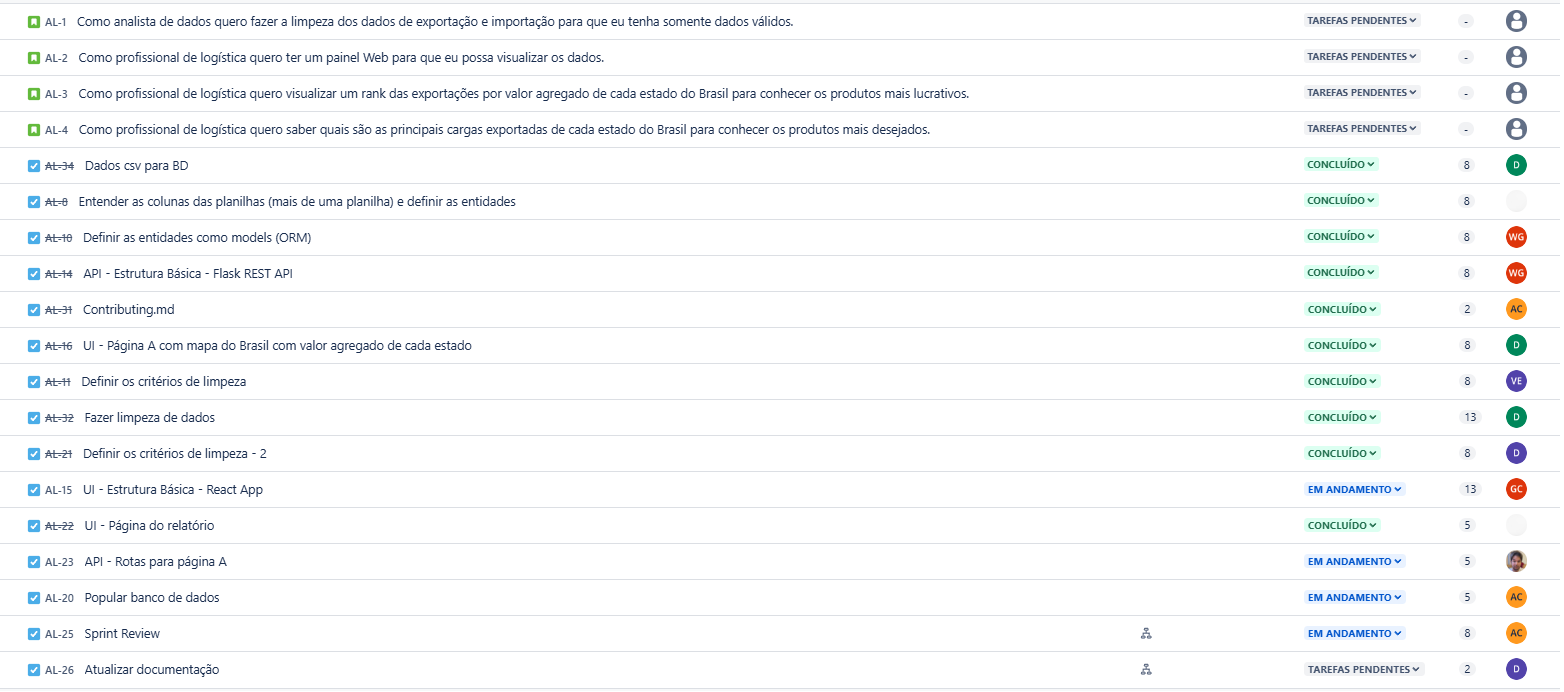 AL-1 Como analista de dados quero fazer a limpeza dos dados de exportação e importação para que eu tenha somente dados válidos. TAREFAS PENDENTES -
AL-2 Como profissional de logística quero ter um painel Web para que eu possa visualizar os dados. TAREFAS PENDENTES -
AL-3 Como profissional de logística quero visualizar um rank das exportações por valor agregado de cada estado do Brasil para conhecer os produtos mais lucrativos. TAREFAS PENDENTES -
AL-4 Como profissional de logística quero saber quais são as principais cargas exportadas de cada estado do Brasil para conhecer os produtos mais desejados. TAREFAS PENDENTES -
AL-34 Dados csv para BD CONCLUÍDO 8 D
AL-8 Entender as colunas das planilhas (mais de uma planilha) e definir as entidades CONCLUÍDO 8
AL-10 Definir as entidades como models (ORM) CONCLUÍDO 8 WG
AL-14 API - Estrutura Básica - Flask REST API CONCLUÍDO 8 WG
AL-31 Contributing.md CONCLUÍDO 2 AC
AL-16 UI - Página A com mapa do Brasil com valor agregado de cada estado CONCLUÍDO 8 D
AL-11 Definir os critérios de limpeza CONCLUÍDO 8 VE
AL-32 Fazer limpeza de dados CONCLUÍDO 13 D
AL-21 Definir os critérios de limpeza - 2 CONCLUÍDO 8 D
AL-15 UI - Estrutura Básica - React App EM ANDAMENTO 13 GC
AL-22 UI - Página do relatório CONCLUÍDO 5
AL-23 API - Rotas para página A EM ANDAMENTO 5
AL-20 Popular banco de dados EM ANDAMENTO 5 AC
AL-25 Sprint Review EM ANDAMENTO 8 AC
AL-26 Atualizar documentação TAREFAS PENDENTES 2 D